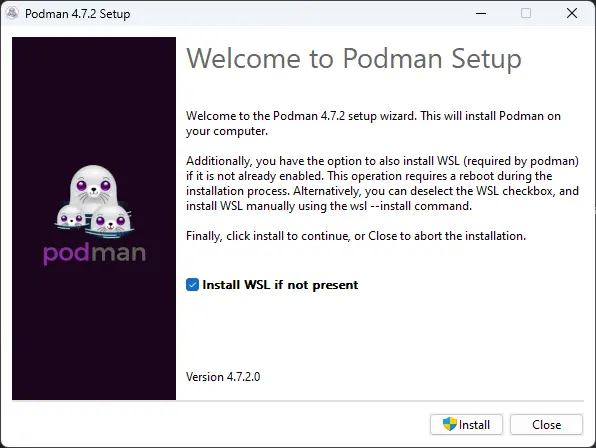 Podman 4.7.2 Setup
Welcome to Podman Setup
Welcome to the Podman 4.7.2 setup wizard. This will install Podman on
your computer.
Additionally, you have the option to also install WSL (required by podman)
if it is not already enabled. This operation requires a reboot during the
installation process. Alternatively, you can deselect the WSL checkbox, and
install WSL manually using the wsl --install command.
Finally, click install to continue, or Close to abort the installation.
podman
Install WSL if not present
Version 4.7.2.0
Install
Close